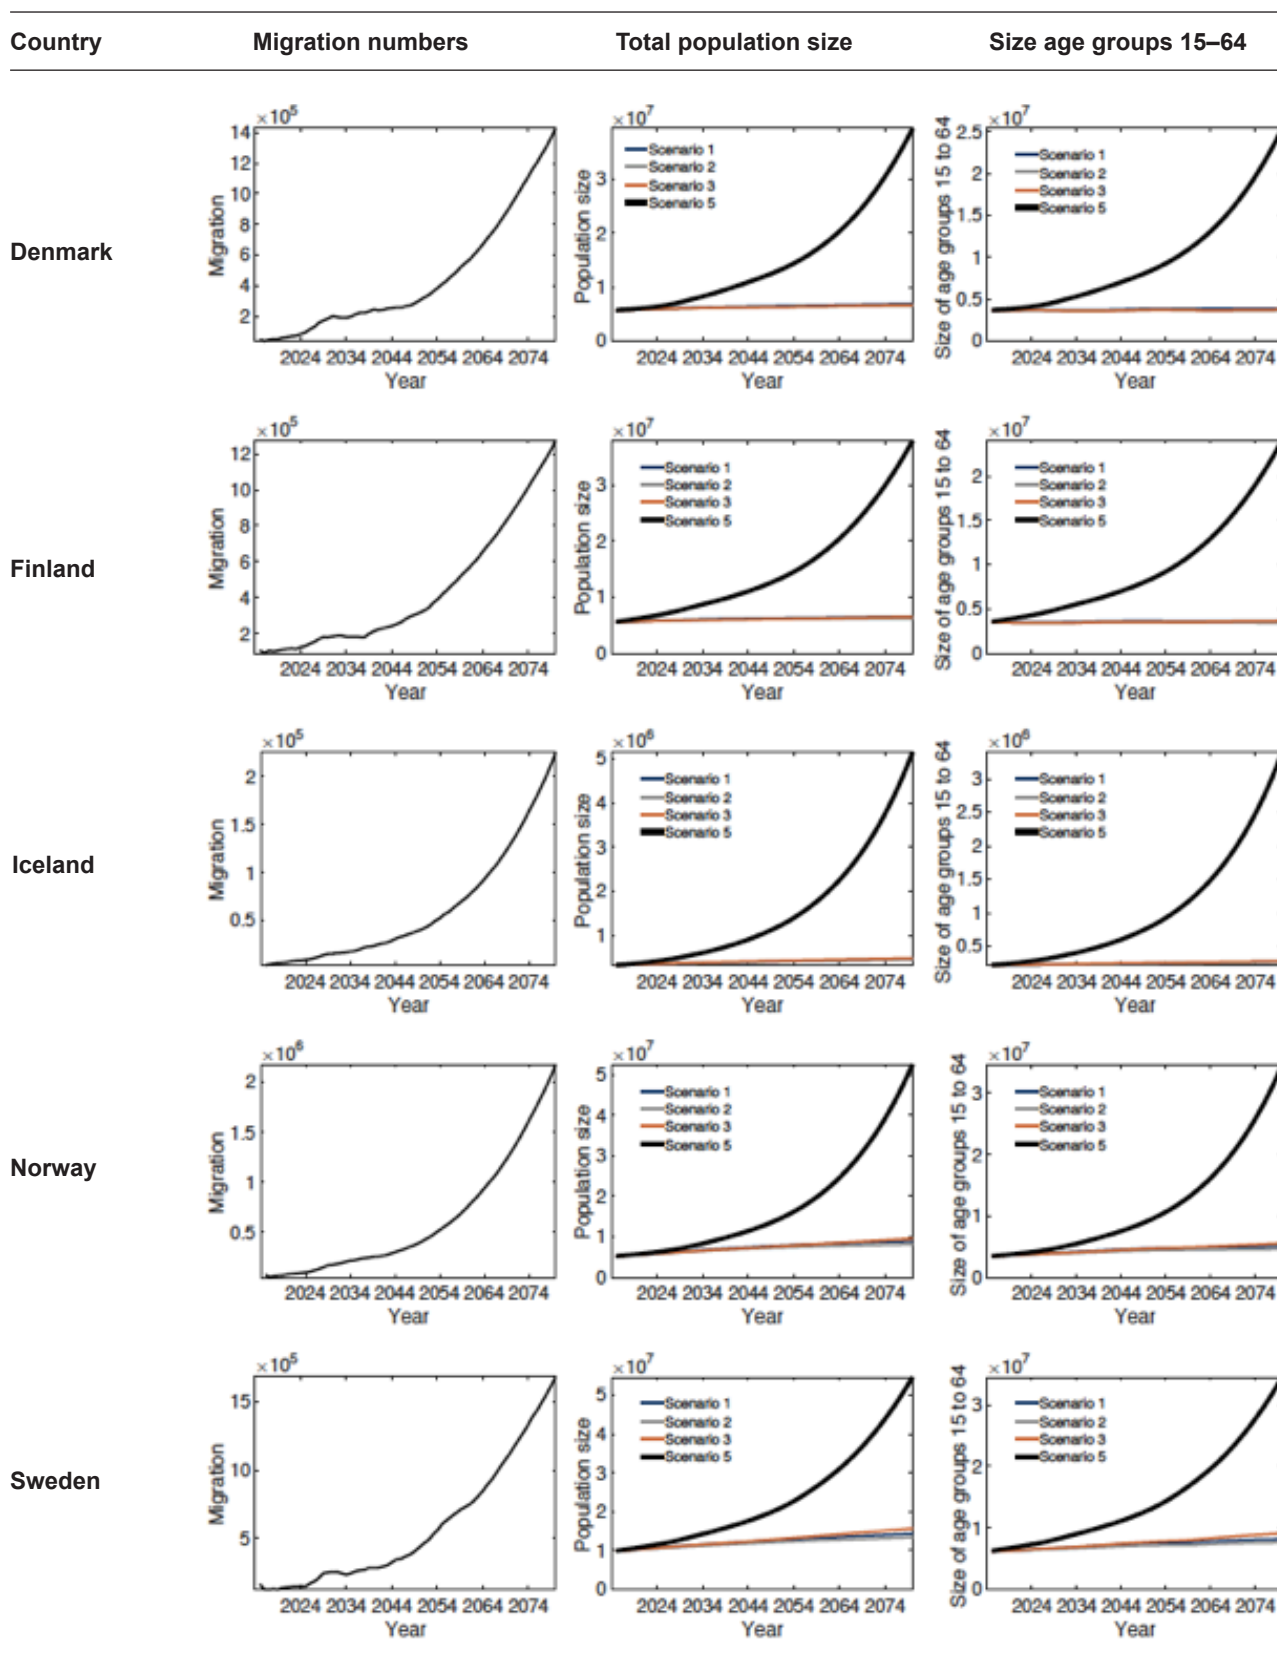 Country Migration numbers Total population size Size age groups 15–64
Denmark
×10^5
14
12
10
8
6
4
2
Migration
2024 2034 2044 2054 2064 2074
Year
×10^7
3
2
1
0
Population size
Scenario 1
Scenario 2
Scenario 3
Scenario 5
2024 2034 2044 2054 2064 2074
Year
×10^7
2.5
2
1.5
1
0.5
0
Size of age groups 15 to 64
Scenario 1
Scenario 2
Scenario 3
Scenario 5
2024 2034 2044 2054 2064 2074
Year
Finland
×10^5
12
10
8
6
4
2
Migration
2024 2034 2044 2054 2064 2074
Year
×10^7
3
2
1
0
Population size
Scenario 1
Scenario 2
Scenario 3
Scenario 5
2024 2034 2044 2054 2064 2074
Year
×10^7
2
1.5
1
0.5
0
Size of age groups 15 to 64
Scenario 1
Scenario 2
Scenario 3
Scenario 5
2024 2034 2044 2054 2064 2074
Year
Iceland
×10^5
2
1.5
1
0.5
Migration
2024 2034 2044 2054 2064 2074
Year
×10^6
5
4
3
2
1
Population size
Scenario 1
Scenario 2
Scenario 3
Scenario 5
2024 2034 2044 2054 2064 2074
Year
×10^6
3
2.5
2
1.5
1
0.5
Size of age groups 15 to 64
Scenario 1
Scenario 2
Scenario 3
Scenario 5
2024 2034 2044 2054 2064 2074
Year
Norway
×10^6
2
1.5
1
0.5
Migration
2024 2034 2044 2054 2064 2074
Year
×10^7
5
4
3
2
1
0
Population size
Scenario 1
Scenario 2
Scenario 3
Scenario 5
2024 2034 2044 2054 2064 2074
Year
×10^7
3
2
1
0
Size of age groups 15 to 64
Scenario 1
Scenario 2
Scenario 3
Scenario 5
2024 2034 2044 2054 2064 2074
Year
Sweden
×10^5
15
10
5
Migration
2024 2034 2044 2054 2064 2074
Year
×10^7
5
4
3
2
1
0
Population size
Scenario 1
Scenario 2
Scenario 3
Scenario 5
2024 2034 2044 2054 2064 2074
Year
×10^7
3
2
1
0
Size of age groups 15 to 64
Scenario 1
Scenario 2
Scenario 3
Scenario 5
2024 2034 2044 2054 2064 2074
Year